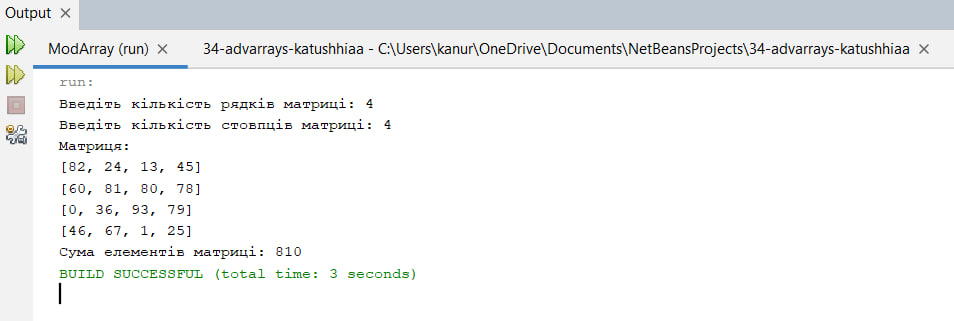 Output
ModArray (run)
34-advarrays-katushhiaa - C:\Users\kanur\OneDrive\Documents\NetBeansProjects\34-advarrays-katushhiaa
run:
Введіть кількість рядків матриці: 4
Введіть кількість стовпців матриці: 4
Матриця:
[82, 24, 13, 45]
[60, 81, 80, 78]
[0, 36, 93, 79]
[46, 67, 1, 25]
Сума елементів матриці: 810
BUILD SUCCESSFUL (total time: 3 seconds)